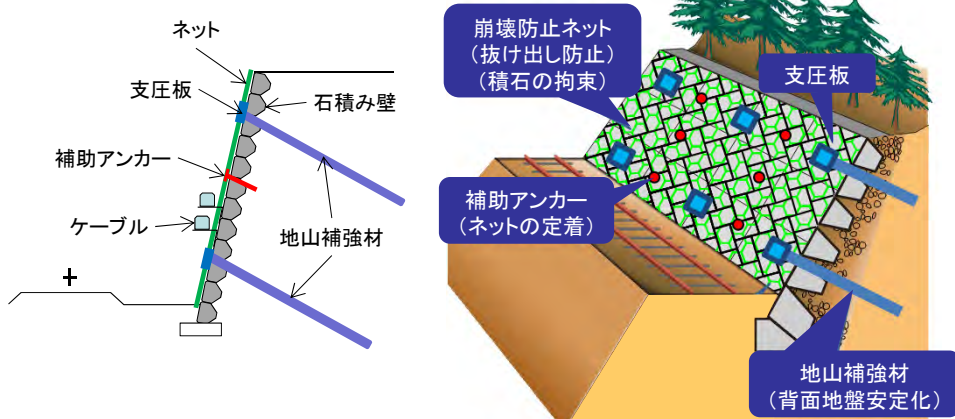 ネット
支圧板
石積み壁
補助アンカー
ケーブル
地山補強材
崩壊防止ネット
(抜け出し防止)
(積石の拘束)
支圧板
補助アンカー
(ネットの定着)
地山補強材
(背面地盤安定化)